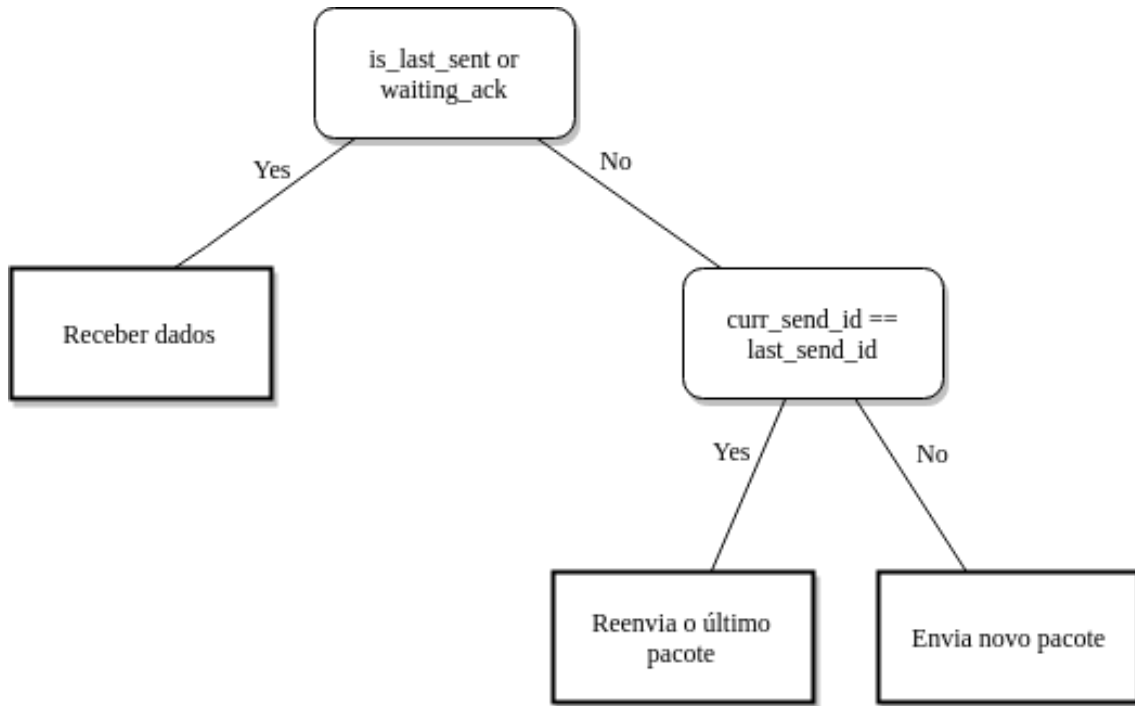 is_last_sent or
waiting_ack
Yes
No
Receber dados
curr_send_id ==
last_send_id
Yes
No
Reenvia o último
pacote
Envia novo pacote